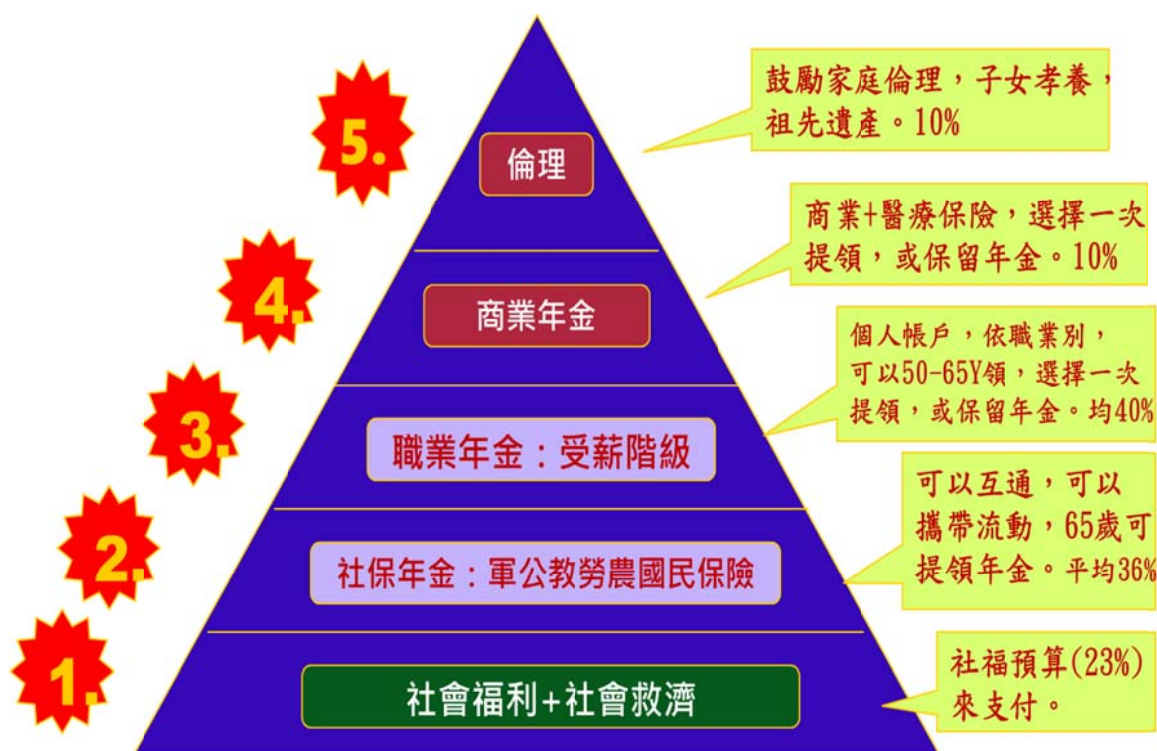 5.
倫理
鼓勵家庭倫理，子女孝養，
祖先遺產。10%
4.
商業年金
商業+醫療保險，選擇一次
提領，或保留年金。10%
3.
職業年金：受薪階級
個人帳戶，依職業別，
可以50-65Y領，選擇一次
提領，或保留年金。均40%
2.
社保年金：軍公教勞農國民保險
可以互通，可以
攜帶流動，65歲可
提領年金。平均36%
1.
社會福利+社會救濟
社福預算(23%)
來支付。